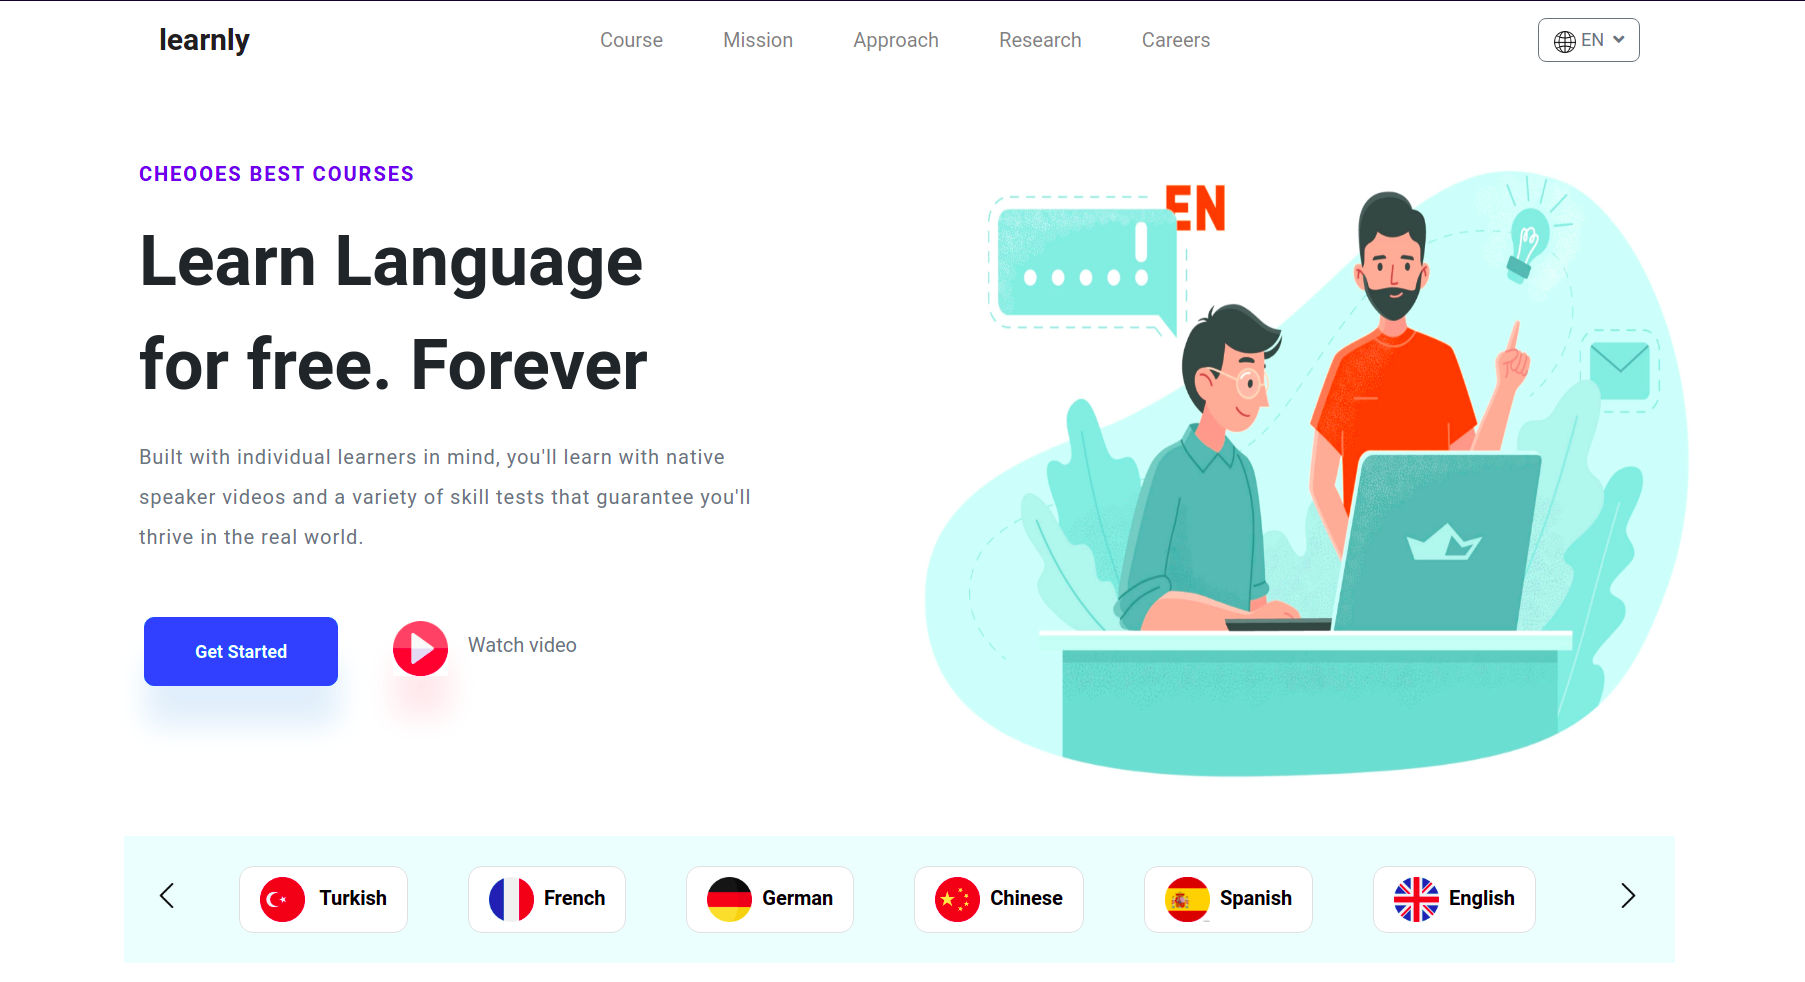 learnly
Course Mission Approach Research Careers
EN
CHEOOES BEST COURSES
EN
Learn Language
for free. Forever
Built with individual learners in mind, you'll learn with native
speaker videos and a variety of skill tests that guarantee you'll
thrive in the real world.
Get Started
Watch video
Turkish French German Chinese Spanish English